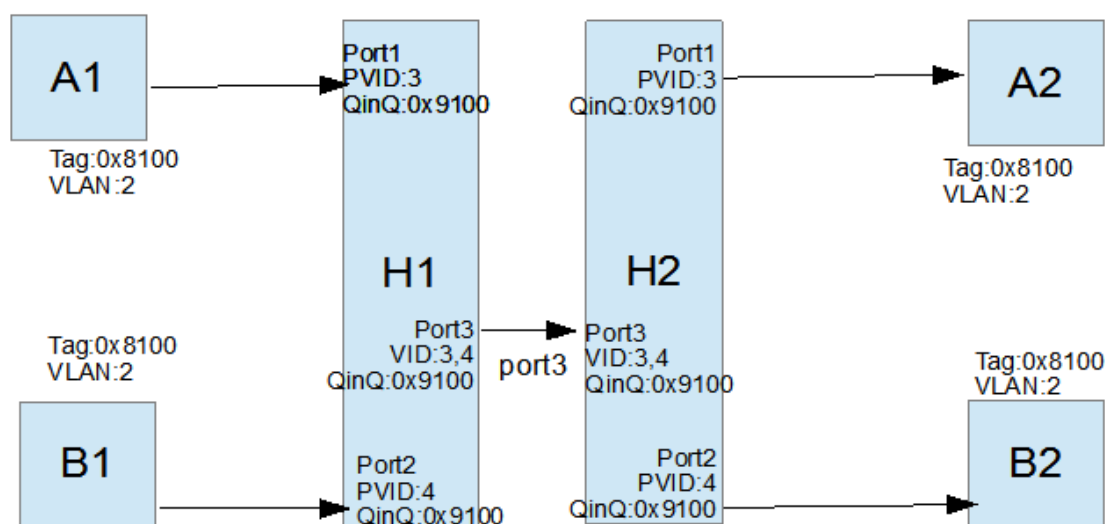 A1
Tag:0x8100
VLAN:2
Port1
PVID:3
QinQ:0x9100
Port1
PVID:3
QinQ:0x9100
A2
Tag:0x8100
VLAN:2
H1
H2
Port3
VID:3,4
QinQ:0x9100
port3
Port3
VID:3,4
QinQ:0x9100
Tag:0x8100
VLAN:2
B1
Port2
PVID:4
QinQ:0x9100
Port2
PVID:4
QinQ:0x9100
Tag:0x8100
VLAN:2
B2